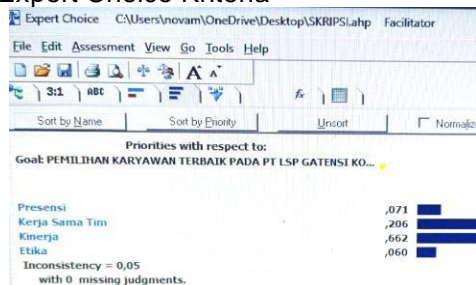 Expert Choice Kriteria
Expert Choice C:\Users\novam\OneDrive\Desktop\SKRIPSI.ahp Facilitator
File Edit Assessment View Go Tools Help
A A
3:1 ABC fx
Sort by Name Sort by Priority Unsort Normalize
Priorities with respect to:
Goal: PEMILIHAN KARYAWAN TERBAIK PADA PT LSP GATENSI KO...
Presensi ,071
Kerja Sama Tim ,206
Kinerja ,662
Etika ,060
Inconsistency = 0,05
with 0 missing judgments.